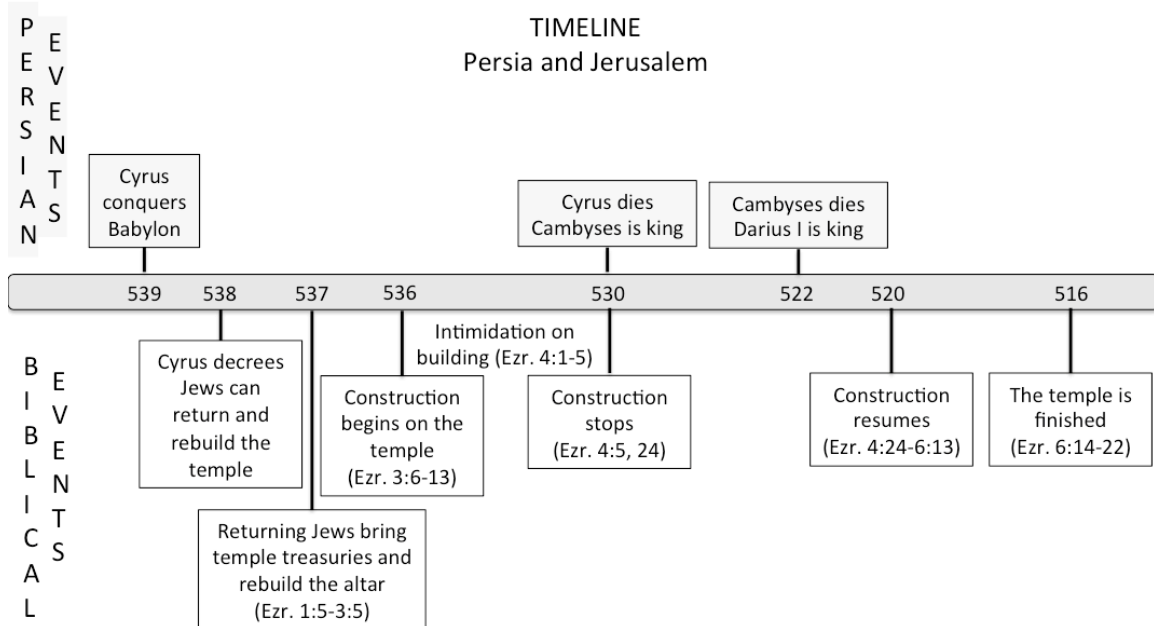 TIMELINE
Persia and Jerusalem
PERSIAN
EVENTS
Cyrus
conquers
Babylon
Cyrus dies
Cambyses is king
Cambyses dies
Darius I is king
539 538 537 536 530 522 520 516
BIBLICAL
EVENTS
Intimidation on
building (Ezr. 4:1-5)
Cyrus decrees
Jews can
return and
rebuild the
temple
Returning Jews bring
temple treasuries and
rebuild the altar
(Ezr. 1:5-3:5)
Construction
begins on the
temple
(Ezr. 3:6-13)
Construction
stops
(Ezr. 4:5, 24)
Construction
resumes
(Ezr. 4:24-6:13)
The temple is
finished
(Ezr. 6:14-22)